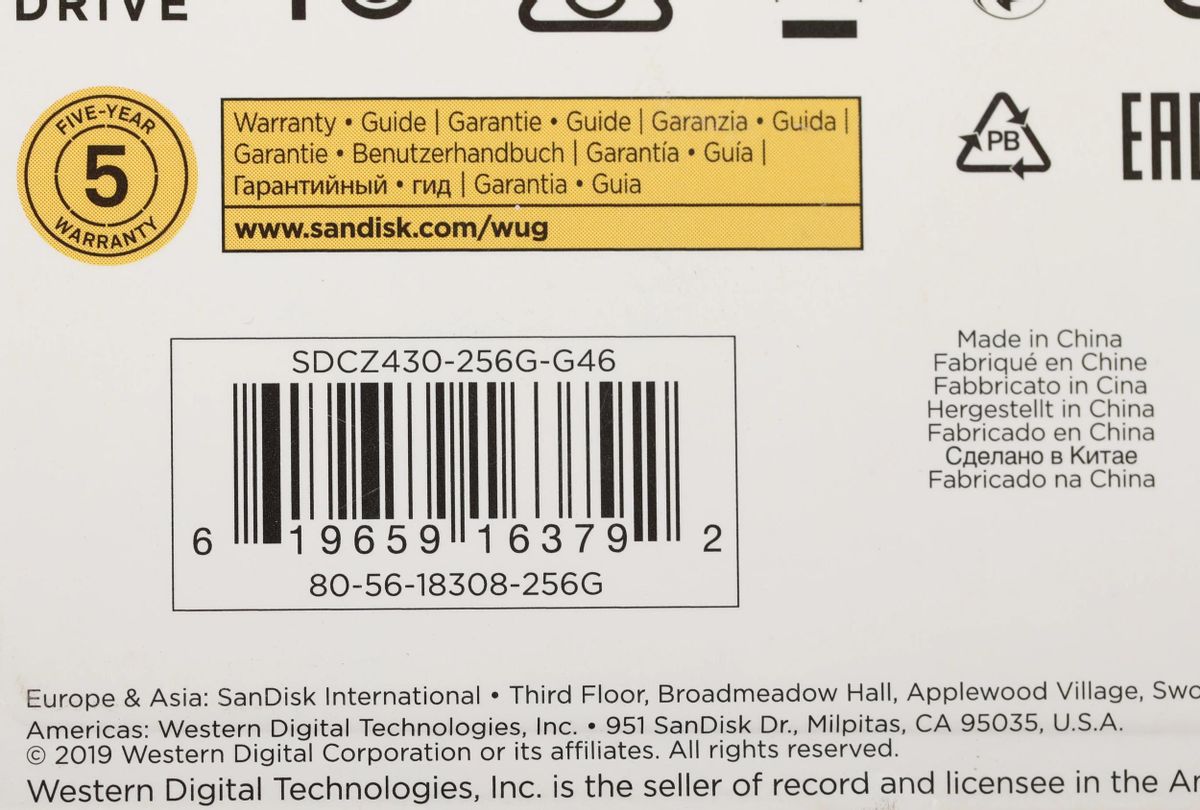 DRIVE
FIVE-YEAR
5
WARRANTY
Warranty • Guide | Garantie • Guide | Garanzia • Guida |
Garantie • Benutzerhandbuch | Garantía • Guía |
Гарантийный • гид | Garantia • Guia
www.sandisk.com/wug
PB
EAC
SDCZ430-256G-G46
6 19659 16379 2
80-56-18308-256G
Made in China
Fabriqué en Chine
Fabbricato in Cina
Hergestellt in China
Fabricado en China
Сделано в Китае
Fabricado na China
Europe & Asia: SanDisk International • Third Floor, Broadmeadow Hall, Applewood Village, Swo
Americas: Western Digital Technologies, Inc. • 951 SanDisk Dr., Milpitas, CA 95035, U.S.A.
© 2019 Western Digital Corporation or its affiliates. All rights reserved.
Western Digital Technologies, Inc. is the seller of record and licensee in the Am